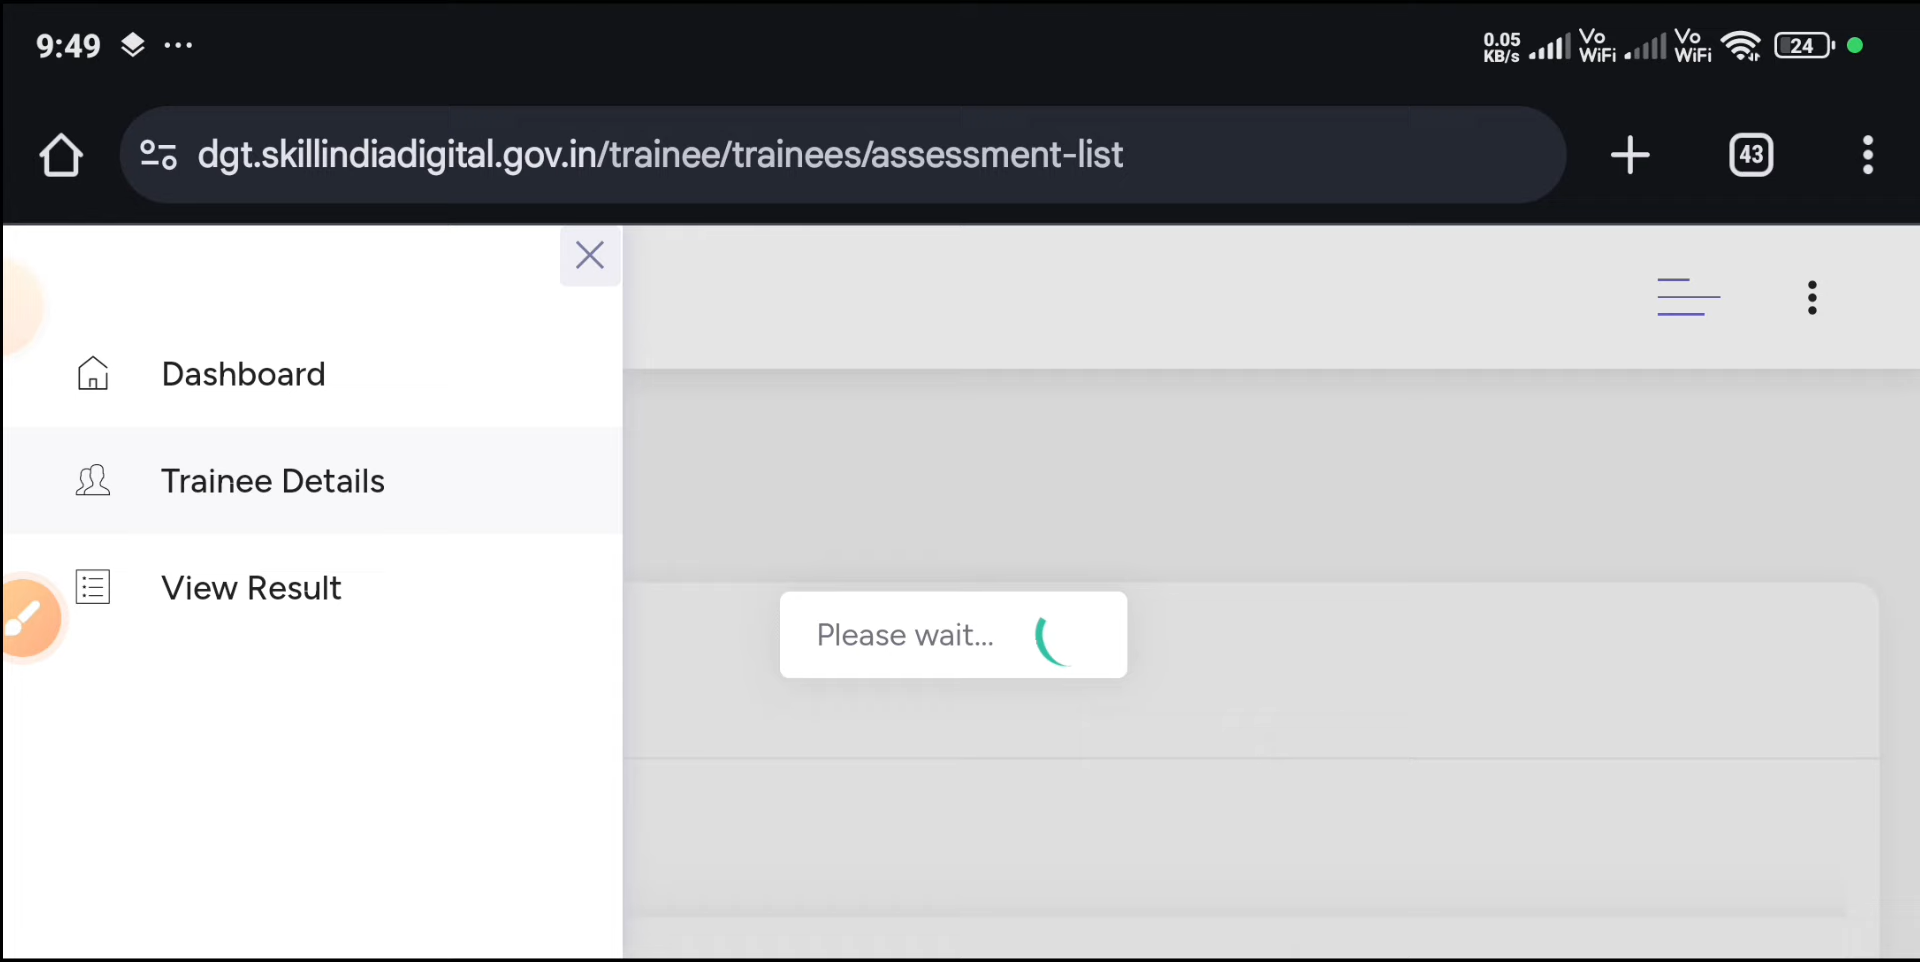 9:49
0.05
KB/s
Vo
WiFi
Vo
WiFi
24
dgt.skillindiadigital.gov.in/trainee/trainees/assessment-list
43
Dashboard
Trainee Details
View Result
Please wait...